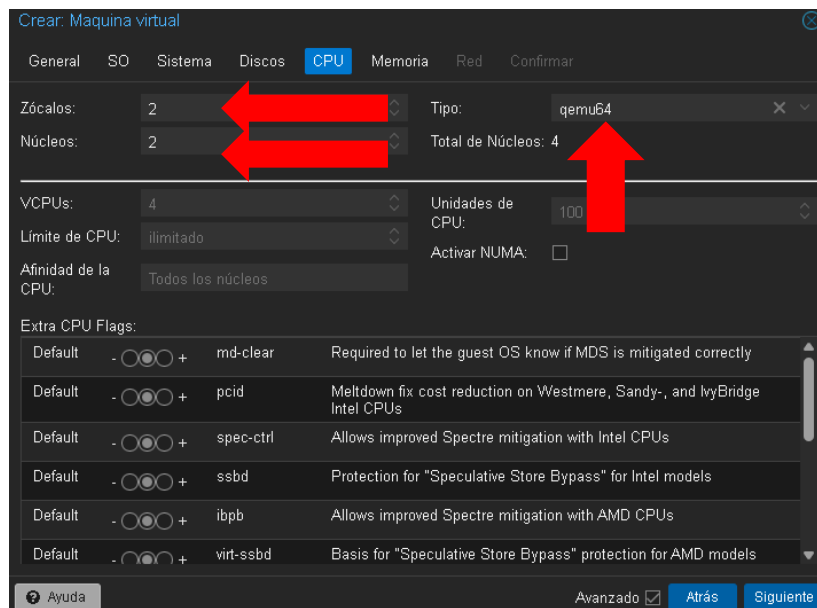 Crear: Maquina virtual
General SO Sistema Discos CPU Memoria Red Confirmar
Zócalos: 2 Tipo: qemu64
Núcleos: 2 Total de Núcleos: 4
VCPUs: 4 Unidades de CPU: 100
Límite de CPU: ilimitado Activar NUMA:
Afinidad de la CPU: Todos los núcleos
Extra CPU Flags:
Default - + md-clear Required to let the guest OS know if MDS is mitigated correctly
Default - + pcid Meltdown fix cost reduction on Westmere, Sandy-, and IvyBridge
Intel CPUs
Default - + spec-ctrl Allows improved Spectre mitigation with Intel CPUs
Default - + ssbd Protection for "Speculative Store Bypass" for Intel models
Default - + ibpb Allows improved Spectre mitigation with AMD CPUs
Default - + virt-ssbd Basis for "Speculative Store Bypass" protection for AMD models
Ayuda Avanzado Atrás Siguiente